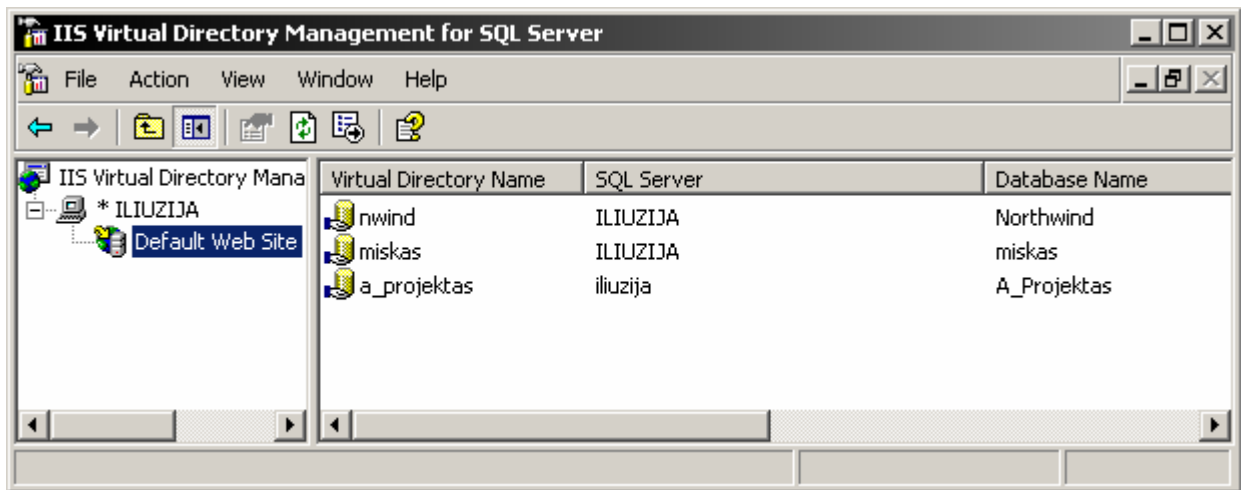 IIS Virtual Directory Management for SQL Server
File Action View Window Help
IIS Virtual Directory Mana
* ILIUZIJA
Default Web Site
Virtual Directory Name SQL Server Database Name
nwind ILIUZIJA Northwind
miskas ILIUZIJA miskas
a_projektas iliuzija A_Projektas